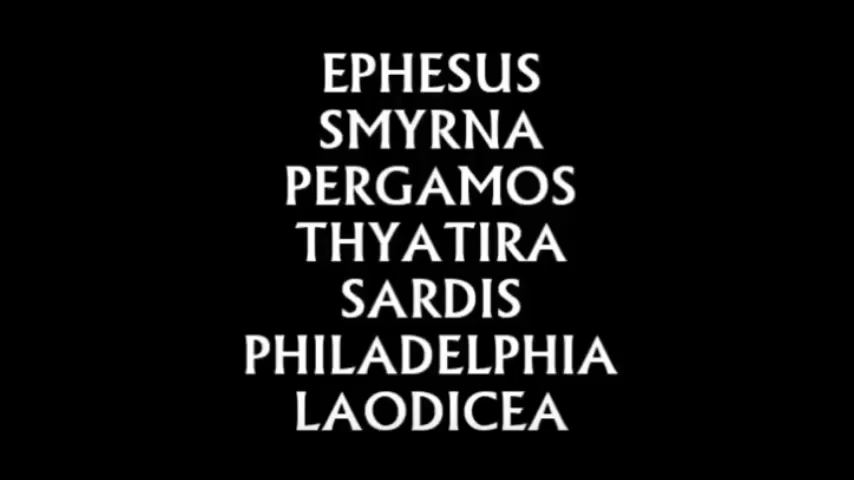 EPHESUS
SMYRNA
PERGAMOS
THYATIRA
SARDIS
PHILADELPHIA
LAODICEA